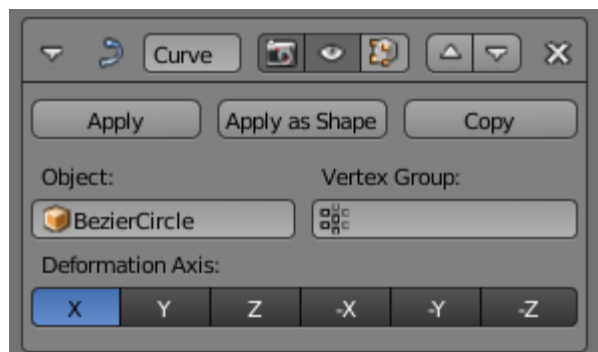 Curve
Apply Apply as Shape Copy
Object: Vertex Group:
BezierCircle
Deformation Axis:
X Y Z -X -Y -Z